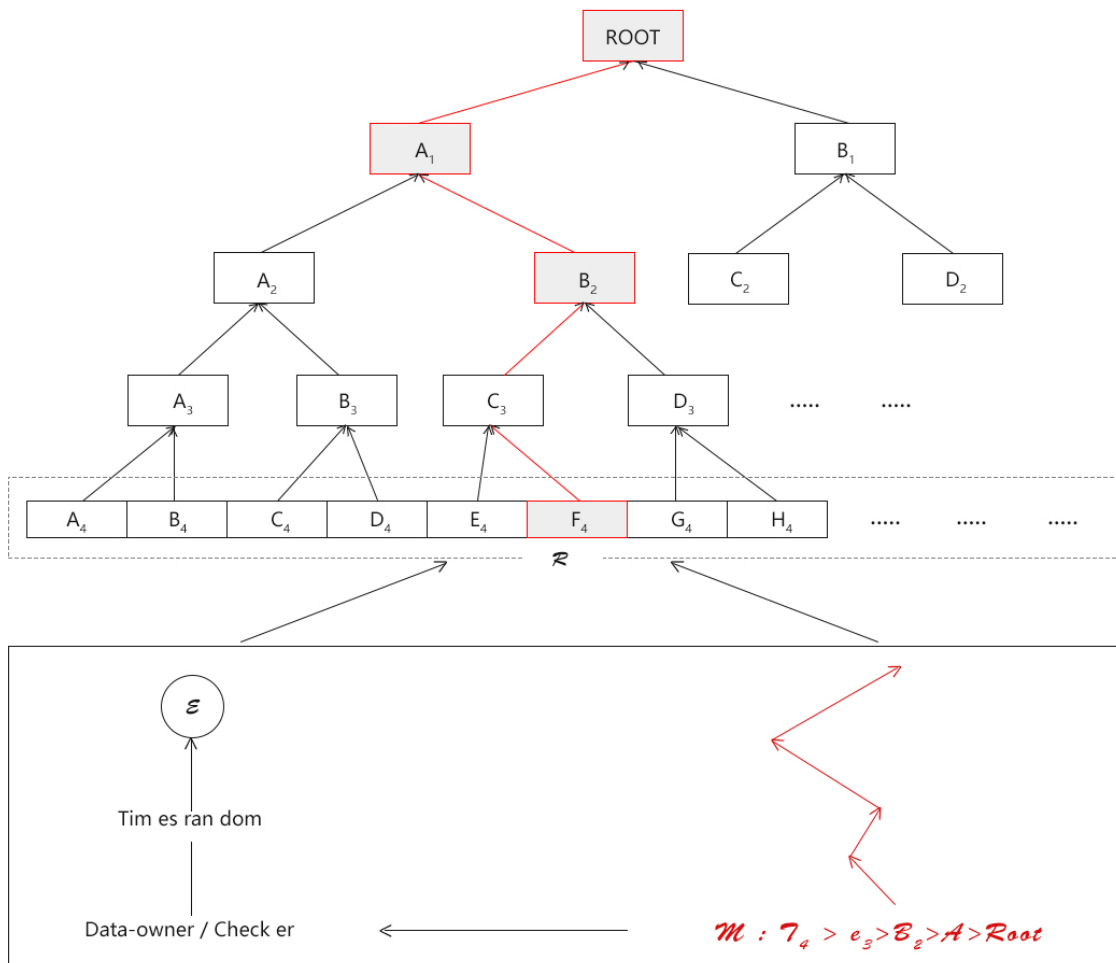 ROOT
A₁ B₁
A₂ B₂ C₂ D₂
A₃ B₃ C₃ D₃ ..... .....
A₄ B₄ C₄ D₄ E₄ F₄ G₄ H₄ ..... ..... .....
R
ε
Tim es ran dom
Data-owner / Check er
M : T₄ > e₃>B₂>A>Root